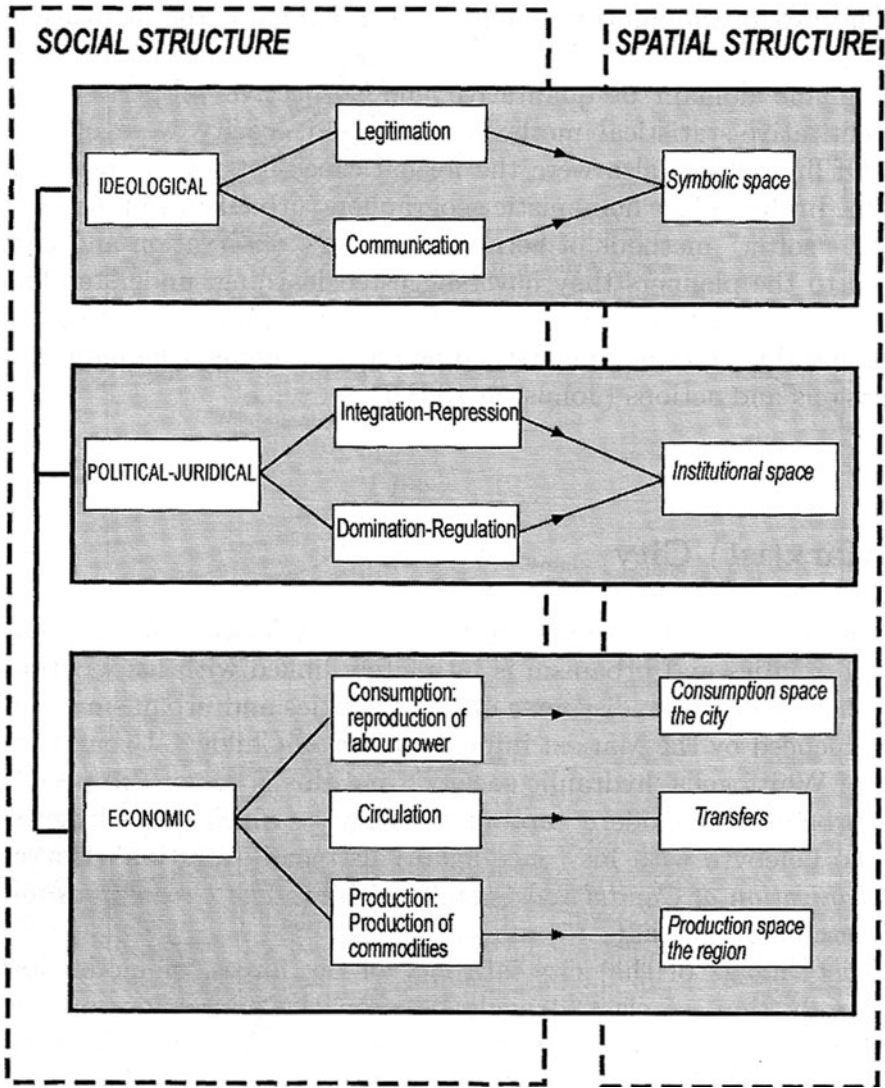 SOCIAL STRUCTURE
SPATIAL STRUCTURE
Legitimation
IDEOLOGICAL
Symbolic space
Communication
Integration-Repression
POLITICAL-JURIDICAL
Institutional space
Domination-Regulation
Consumption:
reproduction of
labour power
Consumption space
the city
ECONOMIC
Circulation
Transfers
Production:
Production of
commodities
Production space
the region